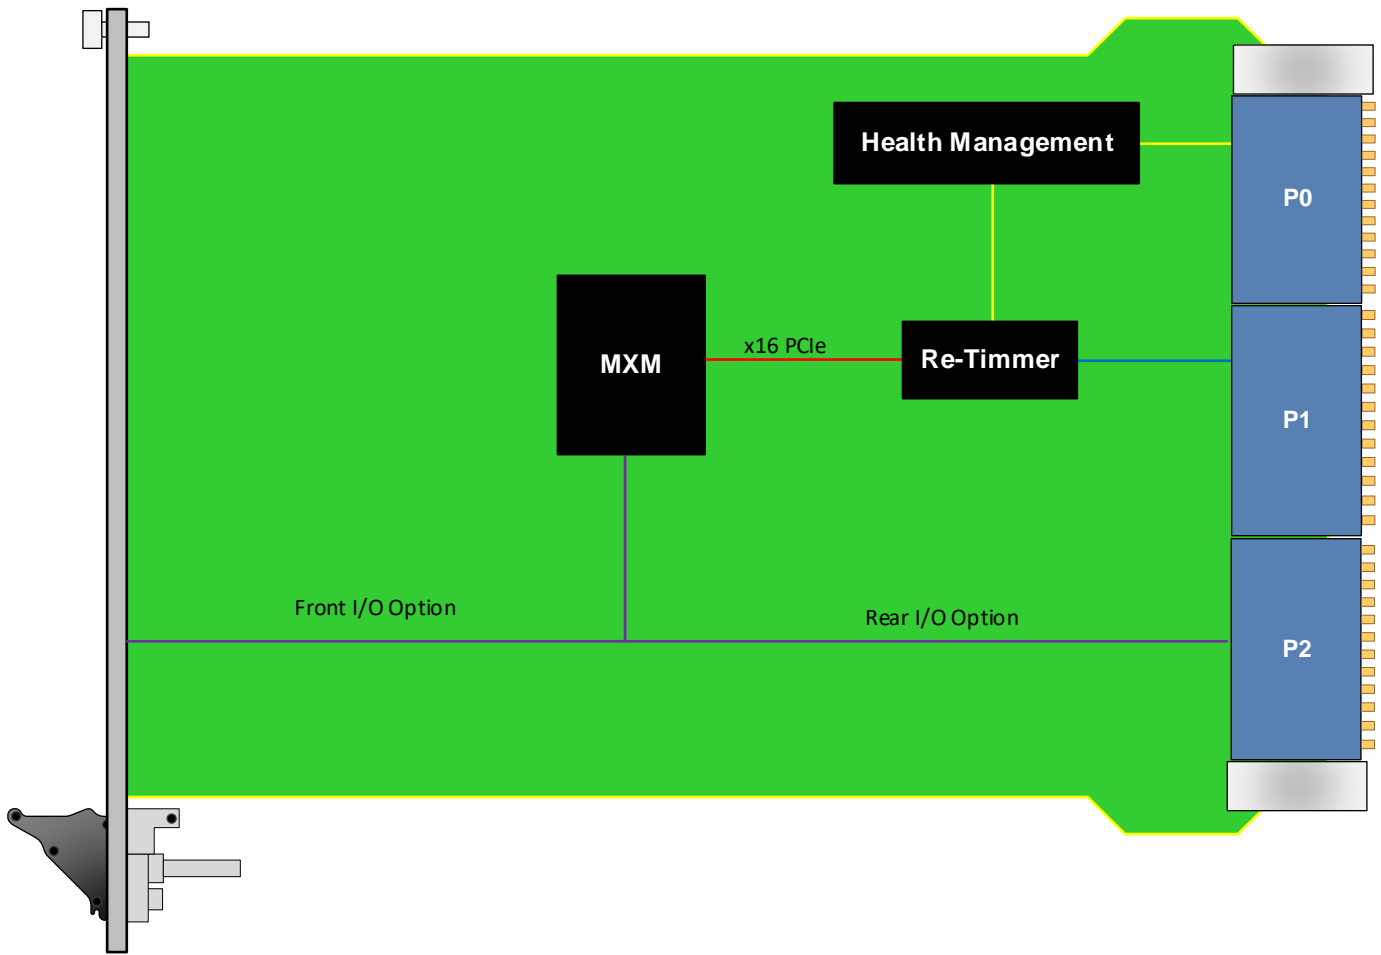 Health Management
P0
MXM
x16 PCIe
Re-Timmer
P1
Front I/O Option
Rear I/O Option
P2